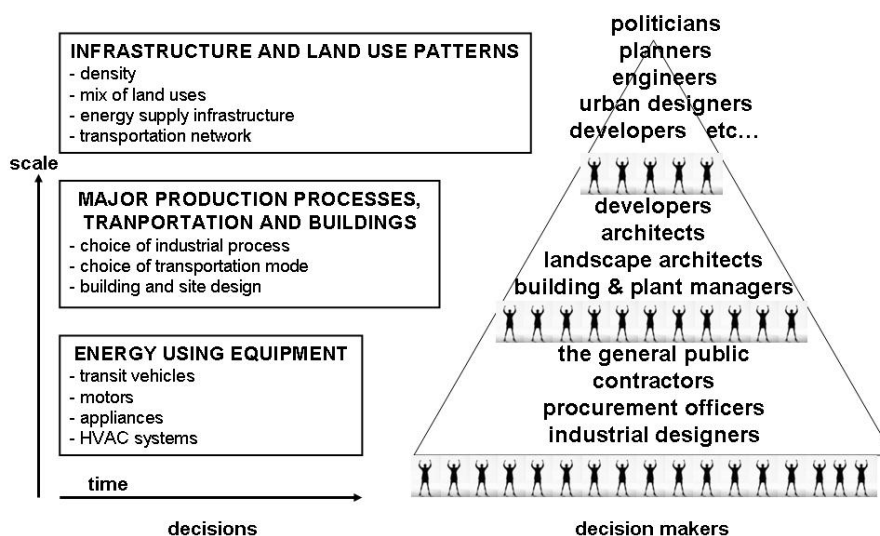 INFRASTRUCTURE AND LAND USE PATTERNS
- density
- mix of land uses
- energy supply infrastructure
- transportation network
scale
MAJOR PRODUCTION PROCESSES,
TRANPORTATION AND BUILDINGS
- choice of industrial process
- choice of transportation mode
- building and site design
ENERGY USING EQUIPMENT
- transit vehicles
- motors
- appliances
- HVAC systems
time
decisions
politicians
planners
engineers
urban designers
developers etc...
developers
architects
landscape architects
building & plant managers
the general public
contractors
procurement officers
industrial designers
decision makers